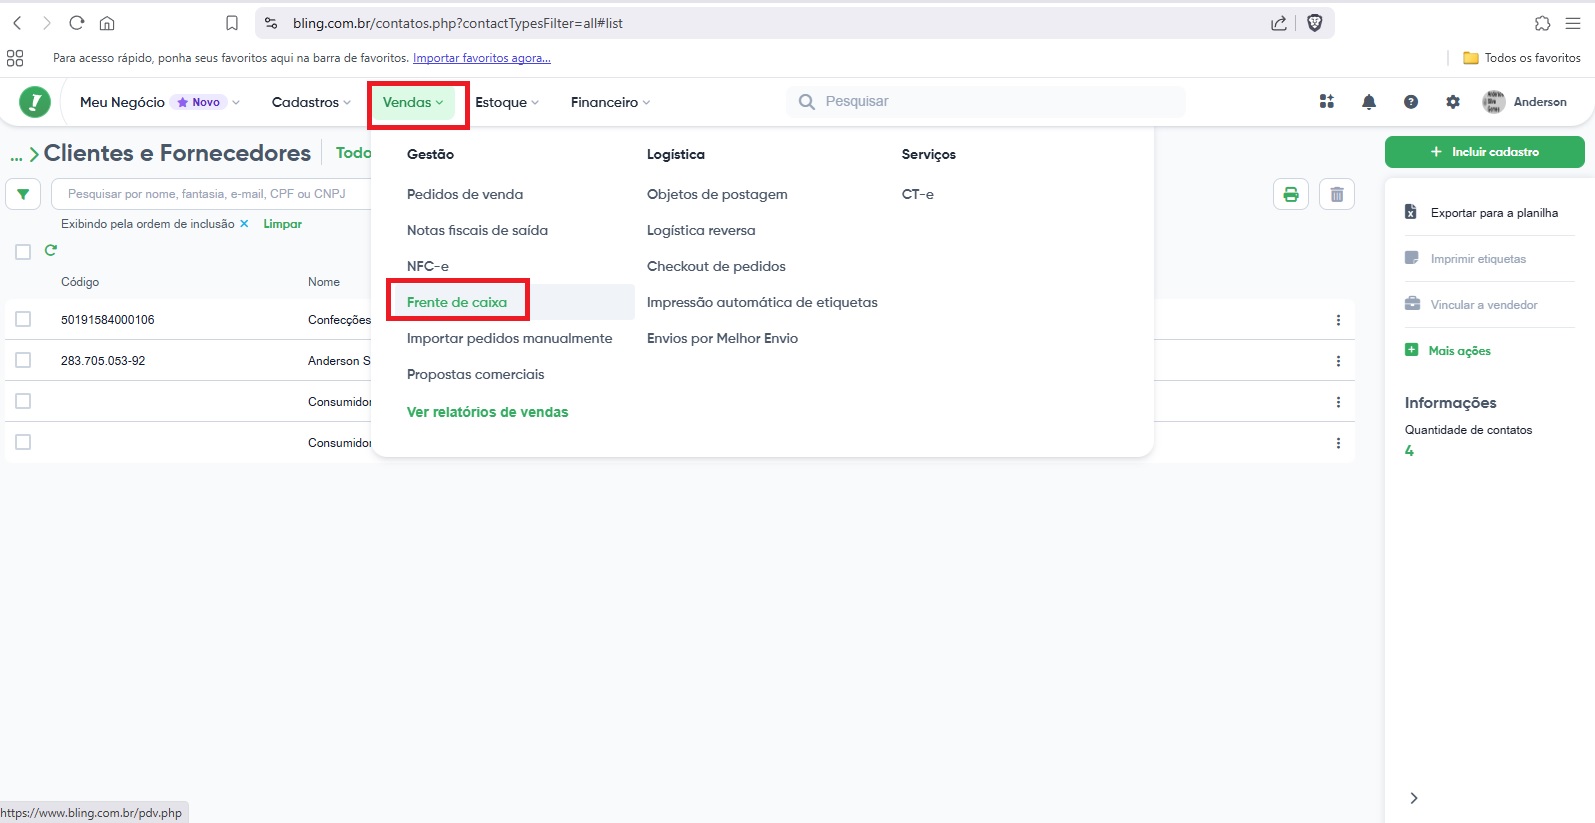 bling.com.br/contatos.php?contactTypesFilter=all#list
Para acesso rápido, ponha seus favoritos aqui na barra de favoritos. Importar favoritos agora...
Todos os favoritos
Meu Negócio Novo
Cadastros
Vendas
Estoque
Financeiro
Pesquisar
Anderson
... Clientes e Fornecedores
Todo
Incluir cadastro
Pesquisar por nome, fantasia, e-mail, CPF ou CNPJ
Exibindo pela ordem de inclusão
Limpar
Código
Nome
50191584000106
Confecções
283.705.053-92
Anderson S
Consumidor
Consumidor
Gestão
Pedidos de venda
Notas fiscais de saída
NFC-e
Frente de caixa
Importar pedidos manualmente
Propostas comerciais
Ver relatórios de vendas
Logística
Objetos de postagem
Logística reversa
Checkout de pedidos
Impressão automática de etiquetas
Envios por Melhor Envio
Serviços
CT-e
Exportar para a planilha
Imprimir etiquetas
Vincular a vendedor
Mais ações
Informações
Quantidade de contatos
4
https://www.bling.com.br/pdv.php